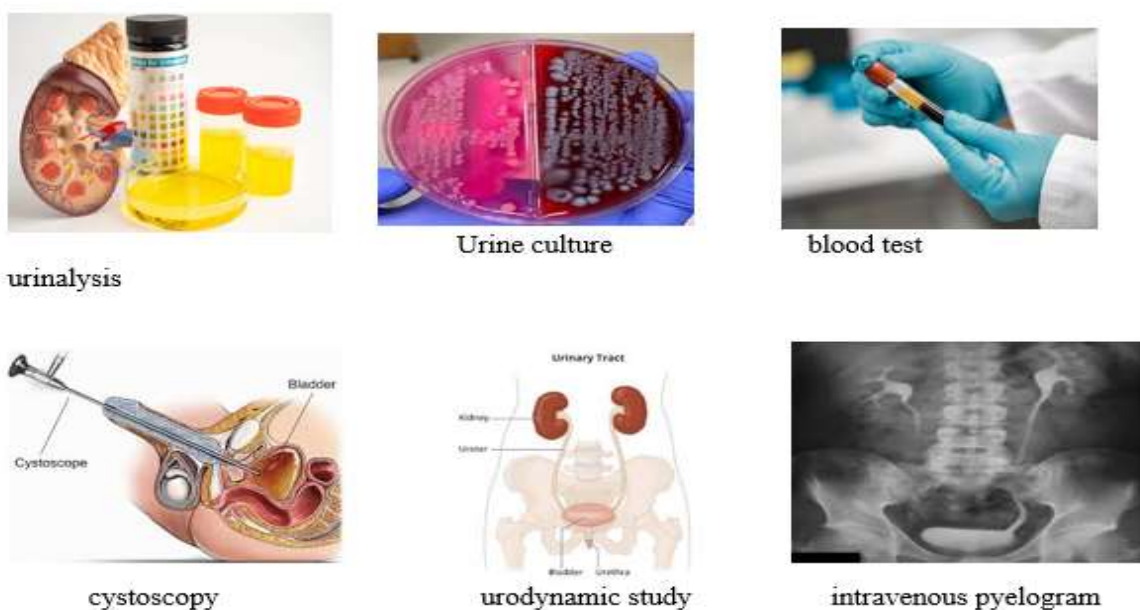 Urine culture
blood test
urinalysis
Bladder
Cystoscope
Urinary Tract
Kidney
Ureter
Bladder
Urethra
cystoscopy
urodynamic study
intravenous pyelogram